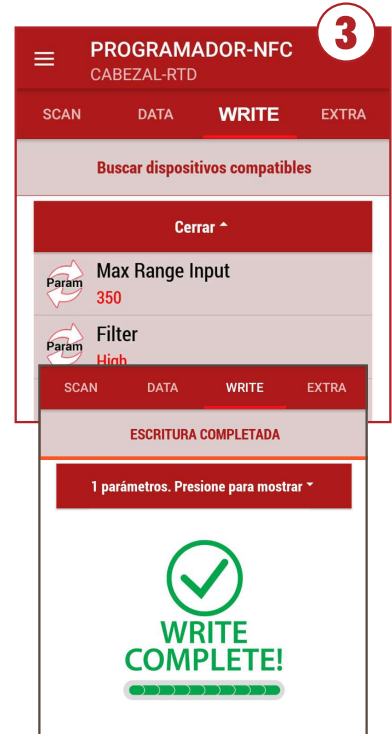 3
PROGRAMADOR-NFC
CABEZAL-RTD
SCAN DATA WRITE EXTRA
Buscar dispositivos compatibles
Cerrar
Param
Max Range Input
350
Param
Filter
High
SCAN DATA WRITE EXTRA
ESCRITURA COMPLETADA
1 parámetros. Presione para mostrar
WRITE
COMPLETE!